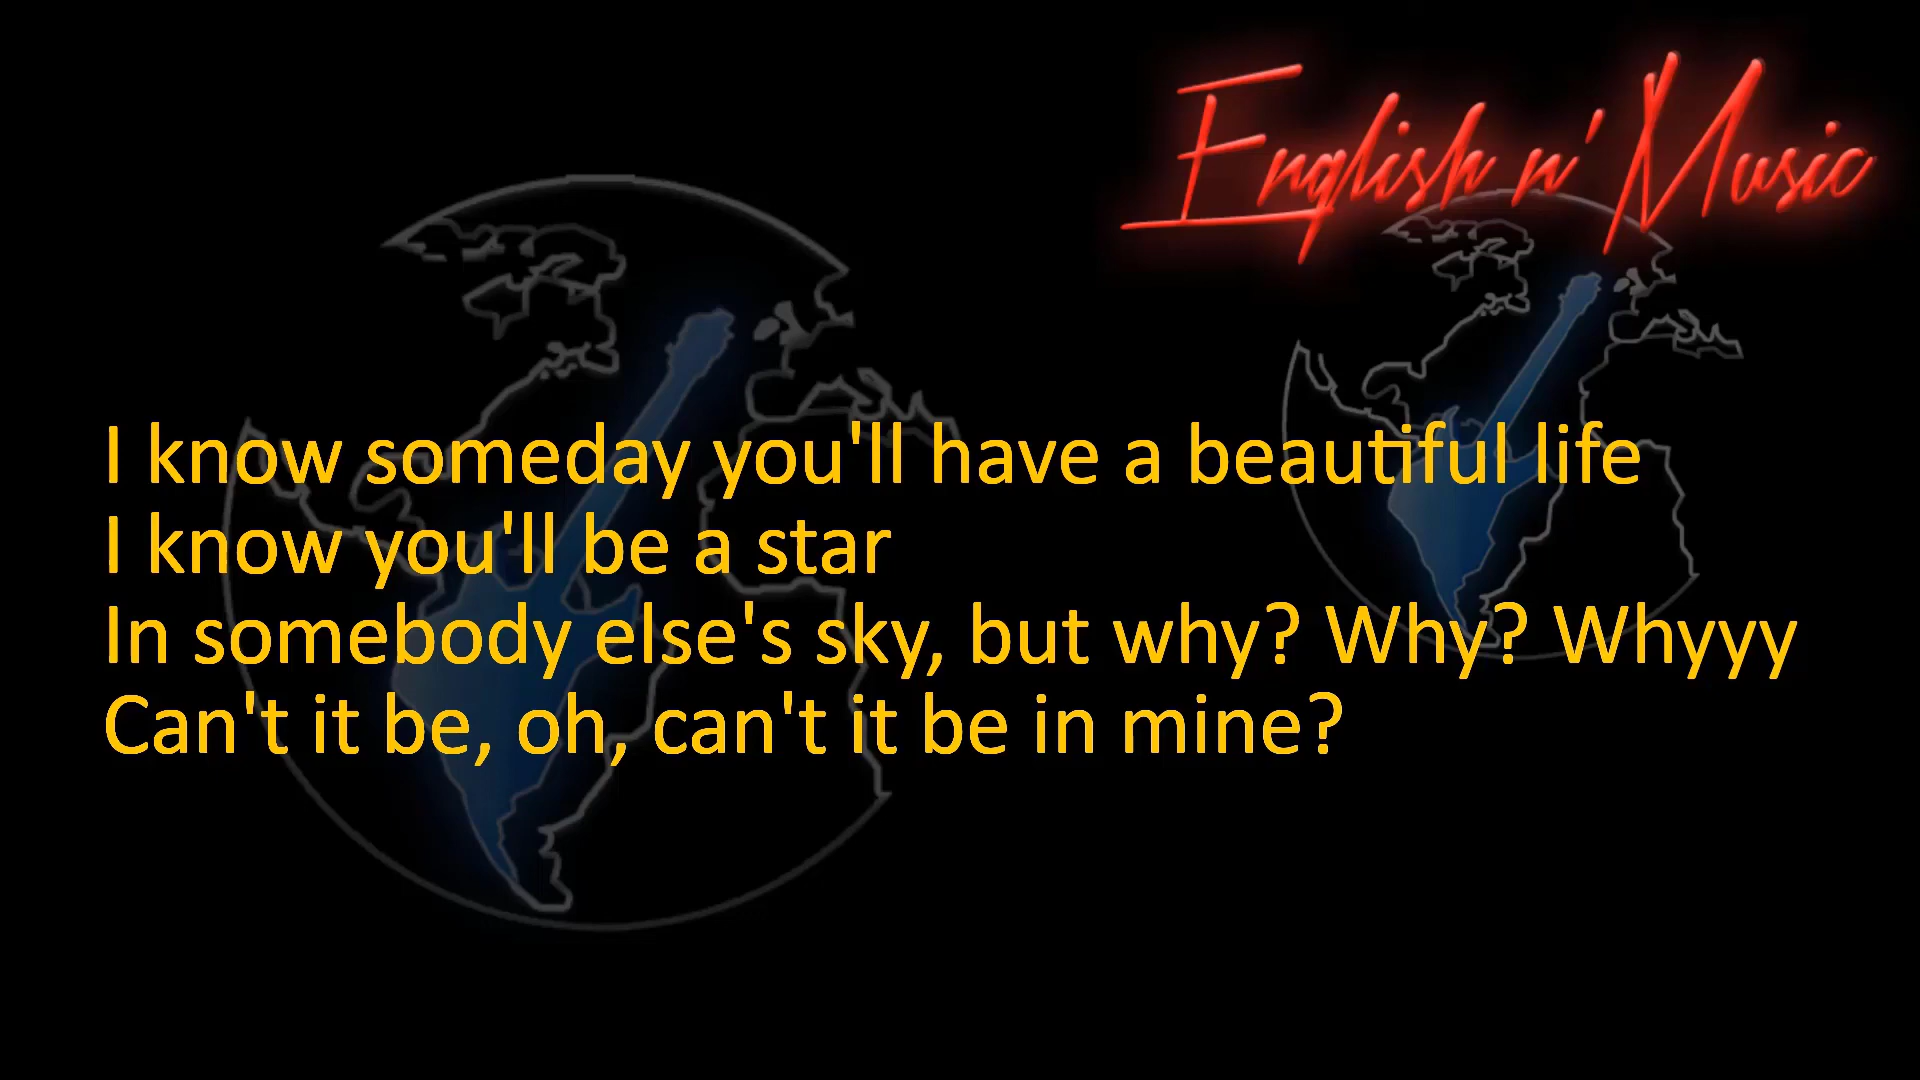 English n' Music
I know someday you'll have a beautiful life
I know you'll be a star
In somebody else's sky, but why? Why? Whyyy
Can't it be, oh, can't it be in mine?